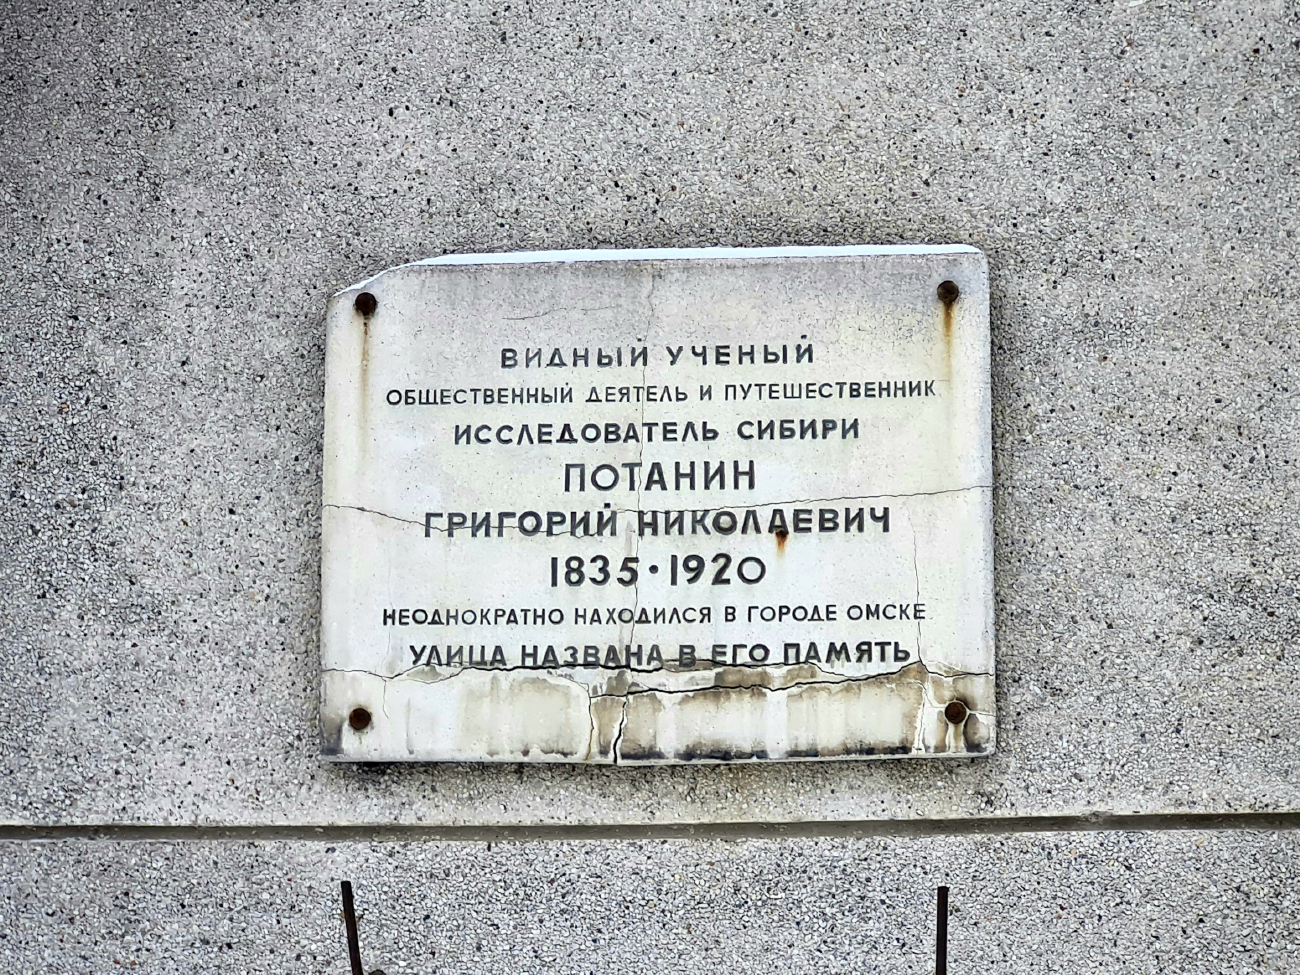 ВИДНЫЙ УЧЕНЫЙ
ОБЩЕСТВЕННЫЙ ДЕЯТЕЛЬ И ПУТЕШЕСТВЕННИК
ИССЛЕДОВАТЕЛЬ СИБИРИ
ПОТАНИН
ГРИГОРИЙ НИКОЛАЕВИЧ
1835·1920
НЕОДНОКРАТНО НАХОДИЛСЯ В ГОРОДЕ ОМСКЕ
УЛИЦА НАЗВАНА В ЕГО ПАМЯТЬ